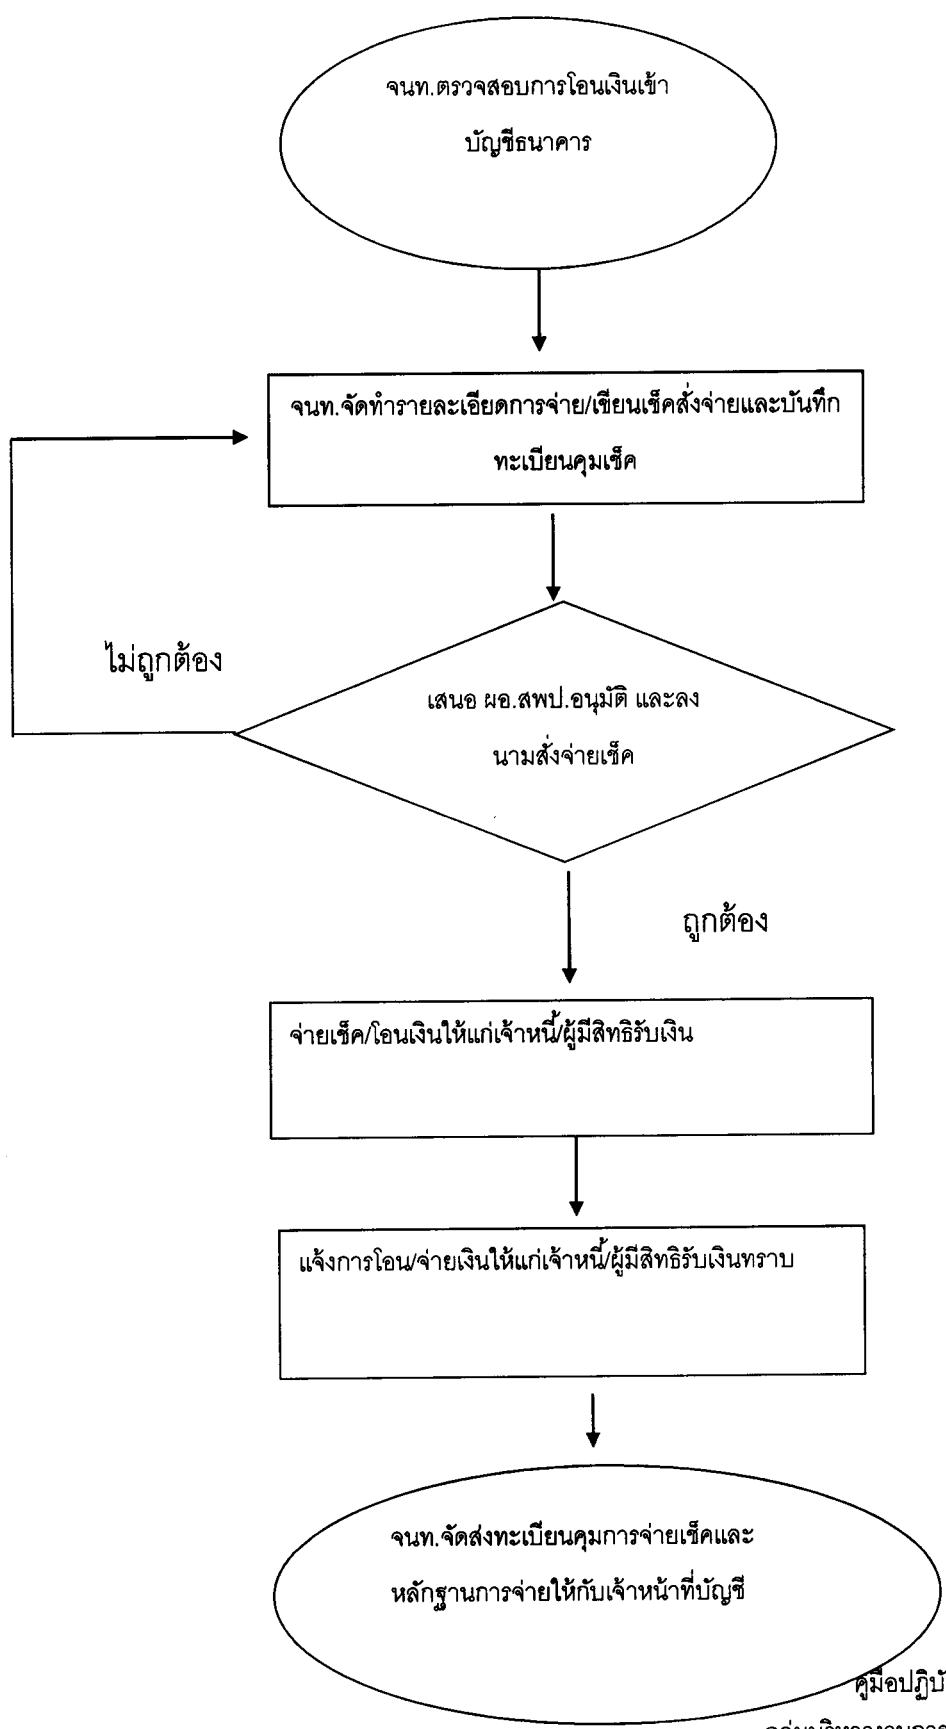 จนท.ตรวจสอบการโอนเงินเข้า
บัญชีธนาคาร
จนท.จัดทำรายละเอียดการจ่าย/เขียนเช็คสั่งจ่ายและบันทึก
ทะเบียนคุมเช็ค
ไม่ถูกต้อง
เสนอ ผอ.สพป.อนุมัติ และลง
นามสั่งจ่ายเช็ค
ถูกต้อง
จ่ายเช็ค/โอนเงินให้แก่เจ้าหนี้/ผู้มีสิทธิรับเงิน
แจ้งการโอน/จ่ายเงินให้แก่เจ้าหนี้/ผู้มีสิทธิรับเงินทราบ
จนท.จัดส่งทะเบียนคุมการจ่ายเช็คและ
หลักฐานการจ่ายให้กับเจ้าหน้าที่บัญชี